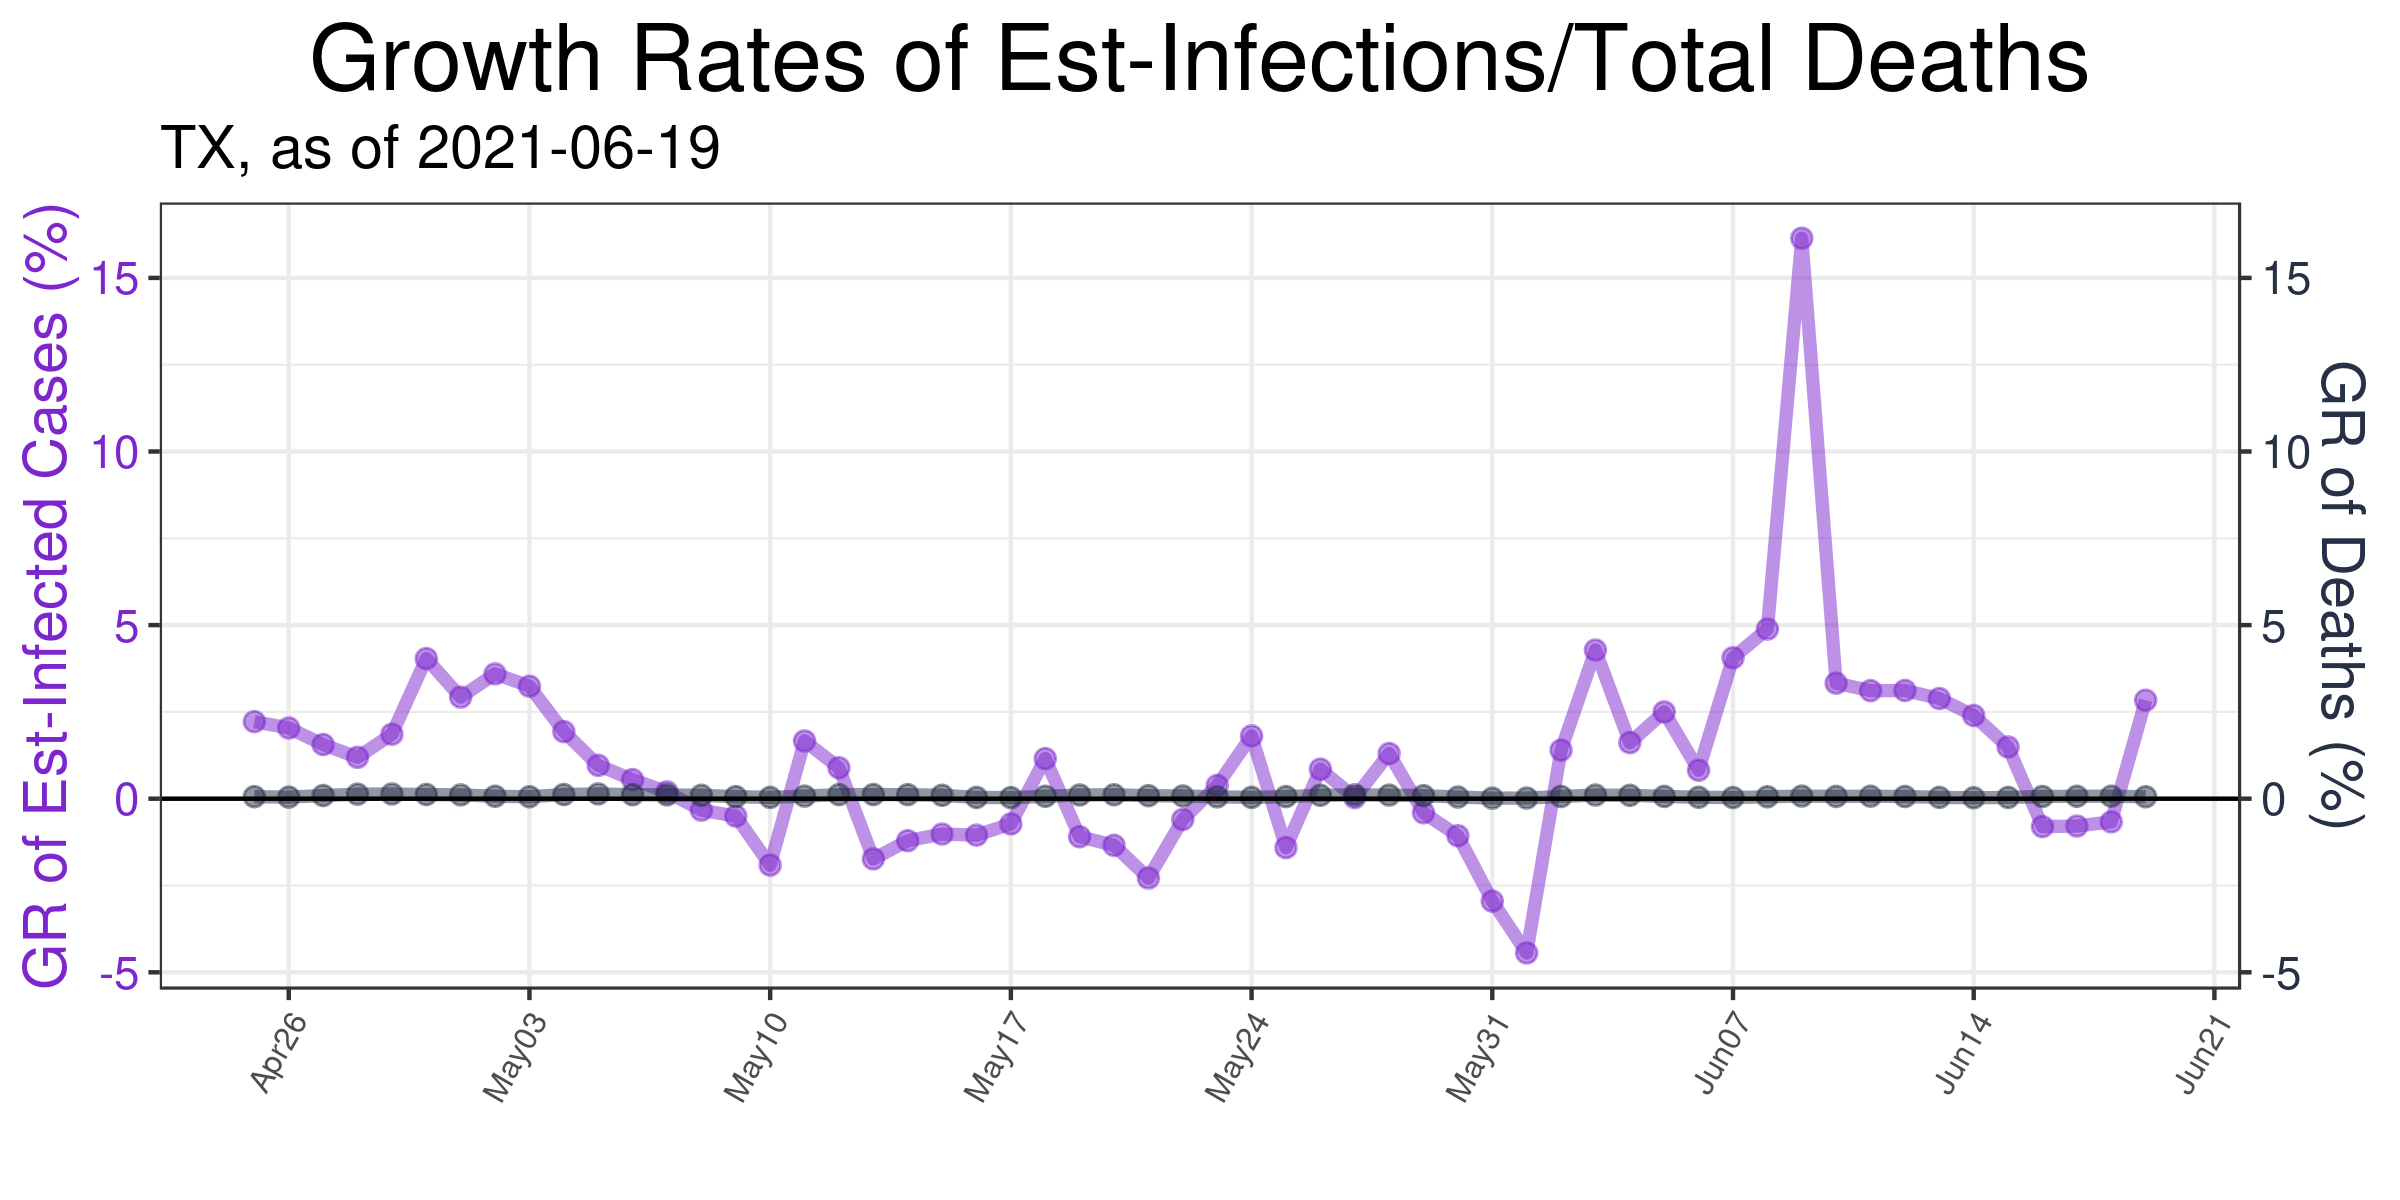 Growth Rates of Est-Infections/Total Deaths
TX, as of 2021-06-19
GR of Est-Infected Cases (%)
15
10
5
0
-5
15
10
5
0
-5
GR of Deaths (%)
Apr26
May03
May10
May17
May24
May31
Jun07
Jun14
Jun21